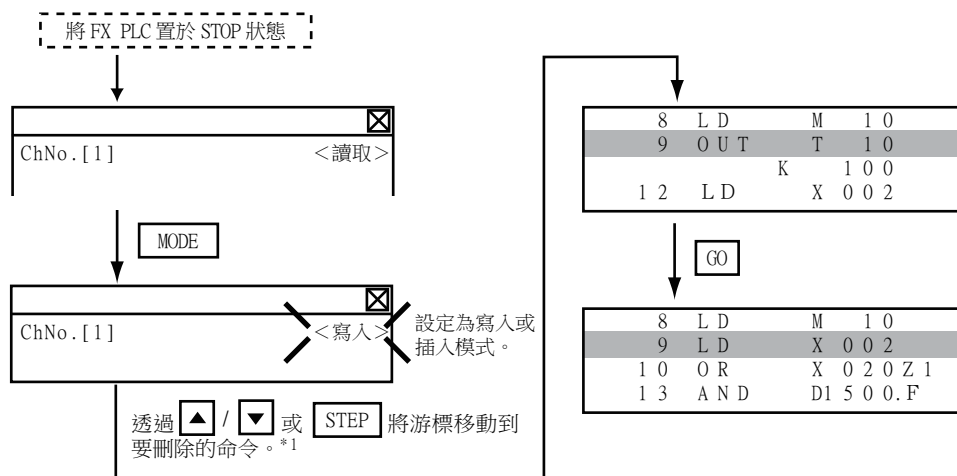 將 FX PLC 置於 STOP 狀態
ChNo.[1] <讀取>
MODE
ChNo.[1] <寫入>
設定為寫入或
插入模式。
透過 ▲ / ▼ 或 STEP 將游標移動到
要刪除的命令。*1
8 LD M 10
9 OUT T 10
K 100
12 LD X 002
GO
8 LD M 10
9 LD X 002
10 OR X 020Z1
13 AND D1500.F